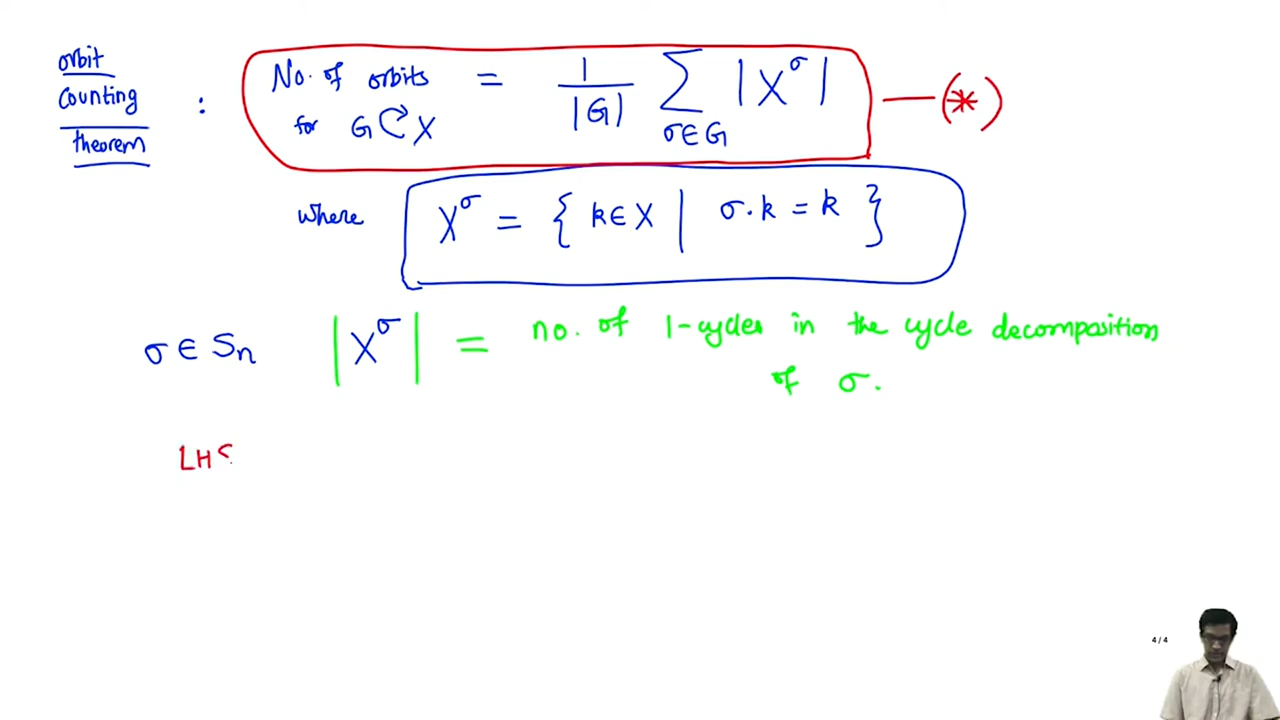 orbit
counting
theorem :
No. of orbits = 1/|G| ∑ |X^σ| —(*)
for G ⟳ X σ∈G
where X^σ = { k ∈ X | σ.k = k }
σ ∈ Sn |X^σ| = no. of 1-cycles in the cycle decomposition
of σ.
LHS
4/4